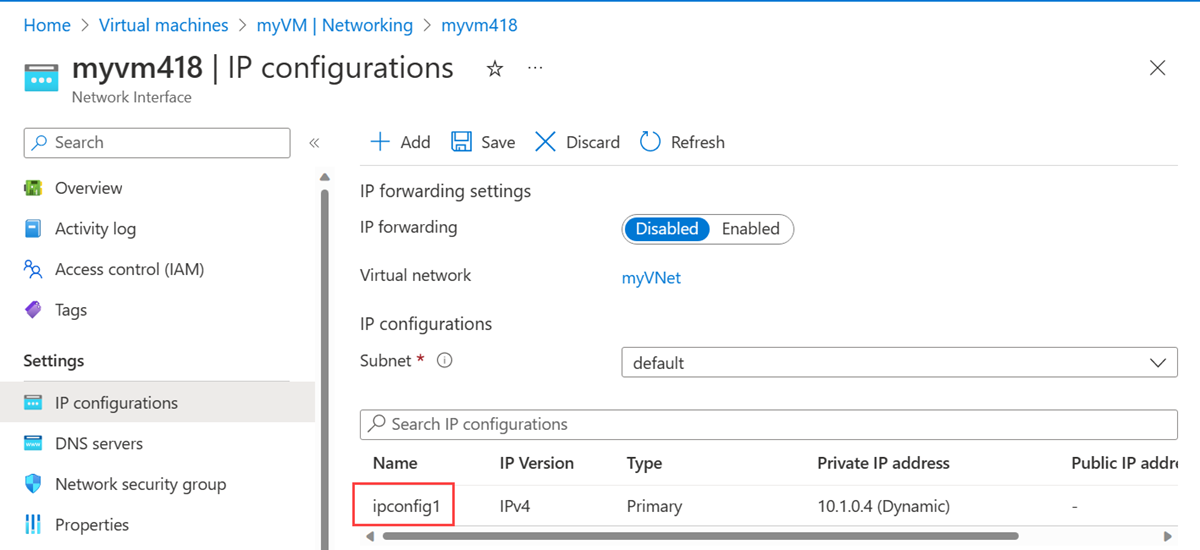 Home > Virtual machines > myVM | Networking > myvm418
myvm418 | IP configurations
Network Interface
Search
Overview
Activity log
Access control (IAM)
Tags
Settings
IP configurations
DNS servers
Network security group
Properties
Add Save Discard Refresh
IP forwarding settings
IP forwarding Disabled Enabled
Virtual network myVNet
IP configurations
Subnet * default
Search IP configurations
Name IP Version Type Private IP address Public IP addre
ipconfig1 IPv4 Primary 10.1.0.4 (Dynamic) -